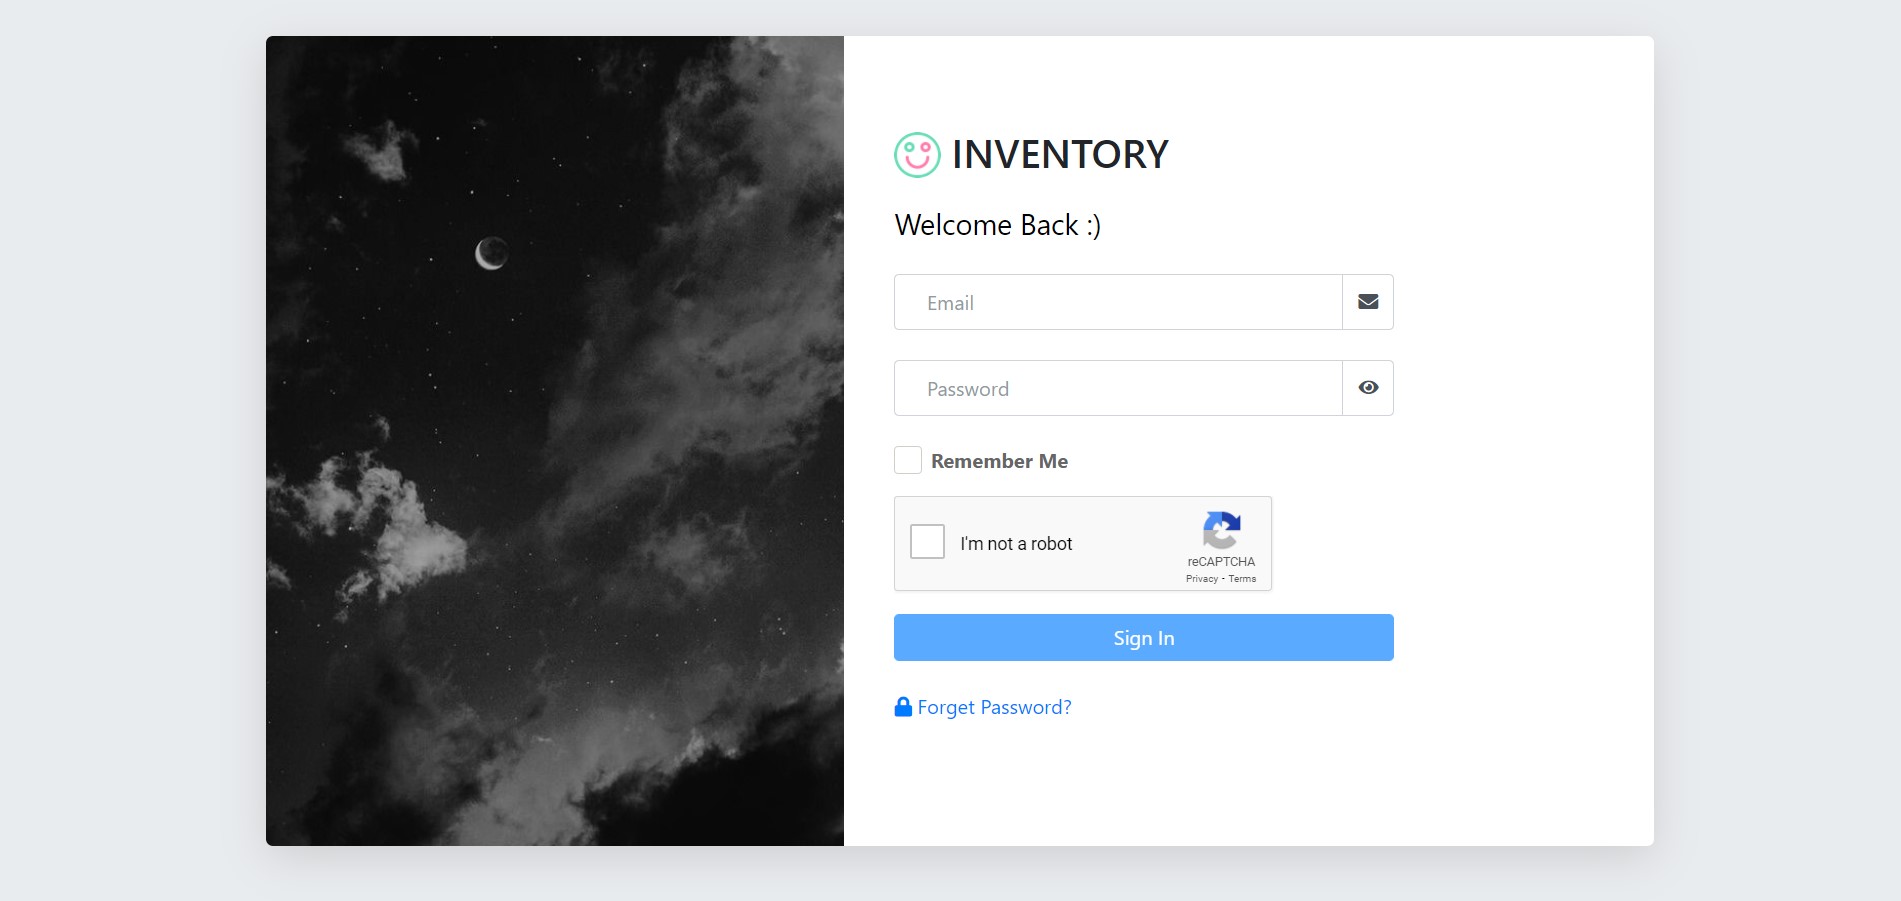 INVENTORY
Welcome Back :)
Email
Password
Remember Me
I'm not a robot
reCAPTCHA
Privacy - Terms
Sign In
Forget Password?